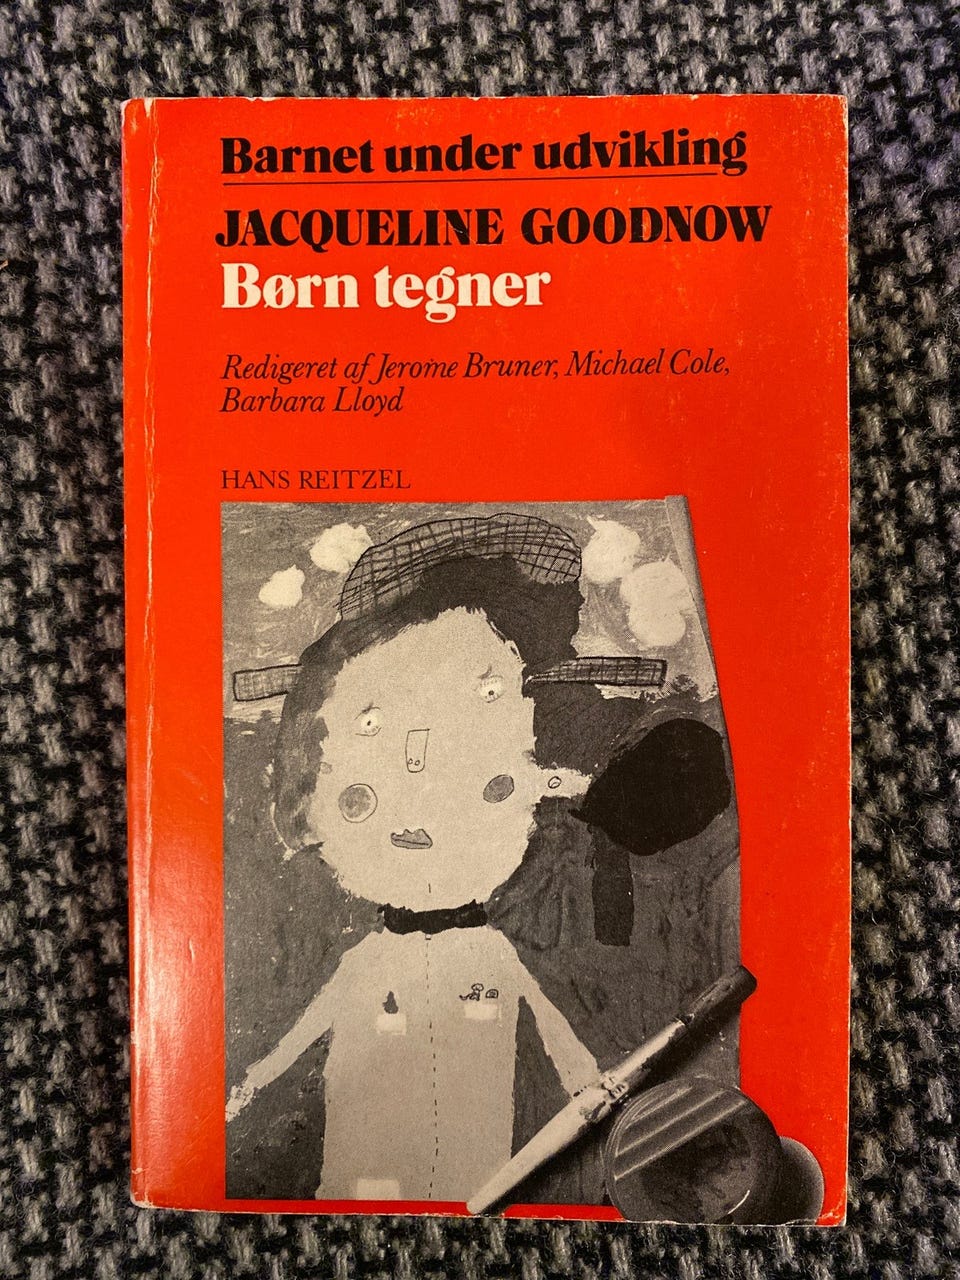 Barnet under udvikling
JACQUELINE GOODNOW
Børn tegner
Redigeret af Jerome Bruner, Michael Cole,
Barbara Lloyd
HANS REITZEL